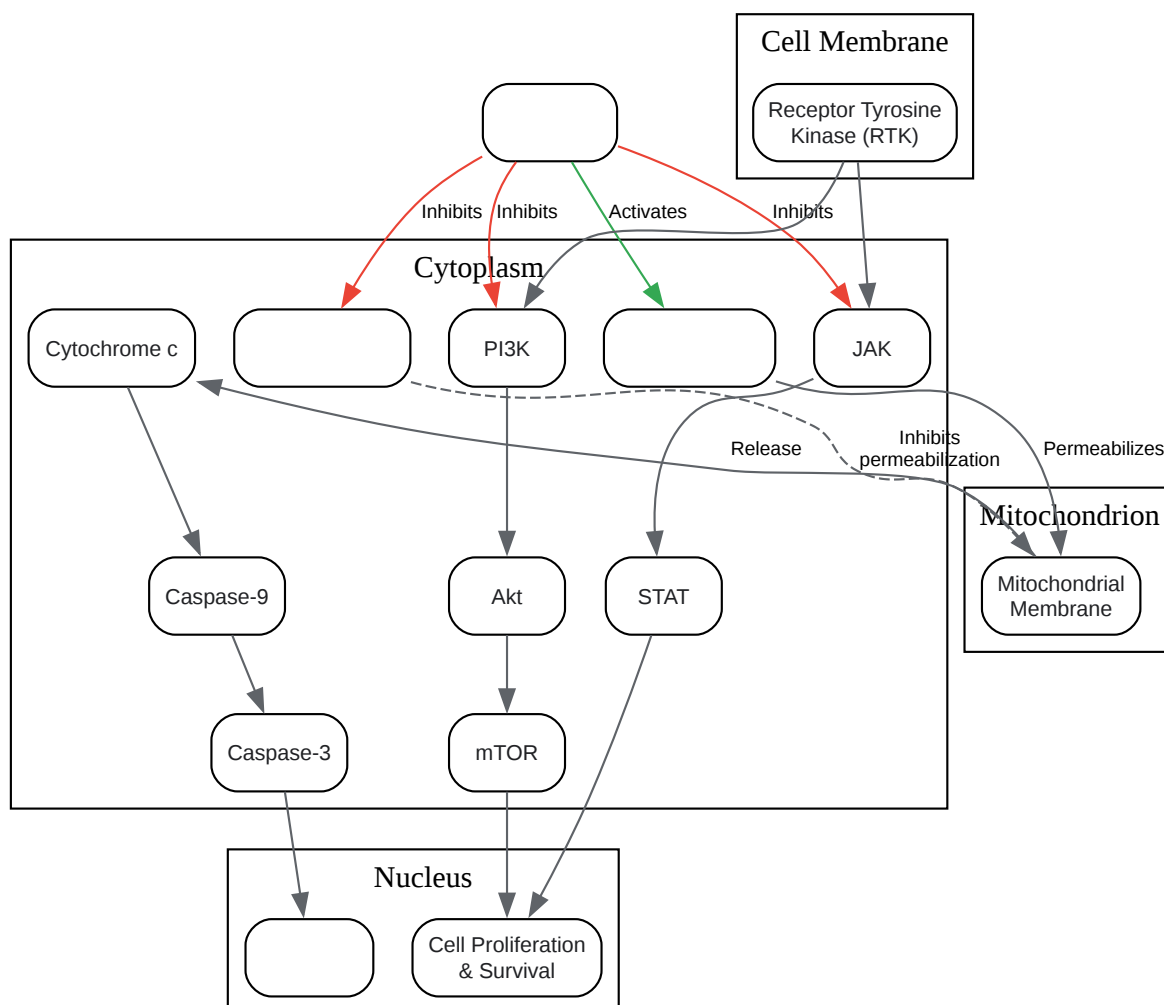 Cell Membrane
Receptor Tyrosine
Kinase (RTK)
Inhibits
Inhibits
Activates
Inhibits
Cytoplasm
Cytochrome c
PI3K
JAK
Release
Inhibits
permeabilization
Permeabilizes
Mitochondrion
Caspase-9
Akt
STAT
Mitochondrial
Membrane
Caspase-3
mTOR
Nucleus
Cell Proliferation
& Survival